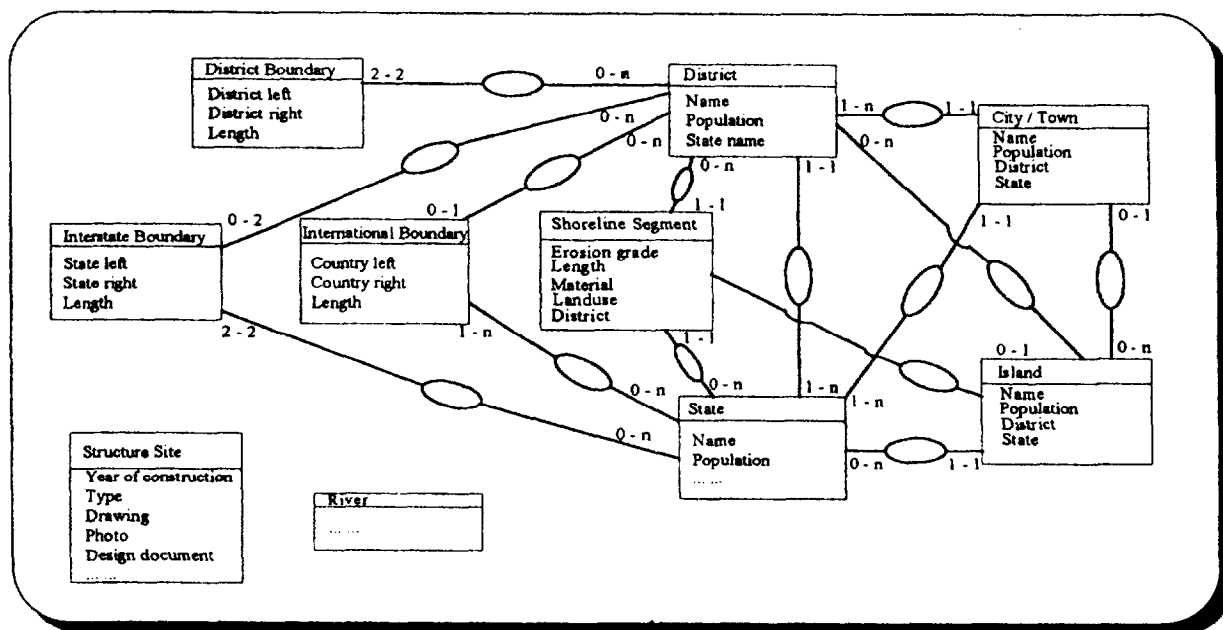 District Boundary
District left
District right
Length
2 - 2
0 - n
District
Name
Population
State name
0 - n
0 - n
0 - n
1 - 1
1 - n
1 - 1
0 - n
City / Town
Name
Population
District
State
1 - 1
0 - 1
0 - 2
Interstate Boundary
State left
State right
Length
2 - 2
0 - 1
International Boundary
Country left
Country right
Length
1 - n
1 - 1
Shoreline Segment
Erosion grade
Length
Material
Landuse
District
1 - 1
0 - n
0 - n
0 - n
1 - n
1 - n
State
Name
Population
... ...
0 - n
1 - 1
0 - 1
0 - n
Island
Name
Population
District
State
Structure Site
Year of construction
Type
Drawing
Photo
Design document
... ...
River
... ...